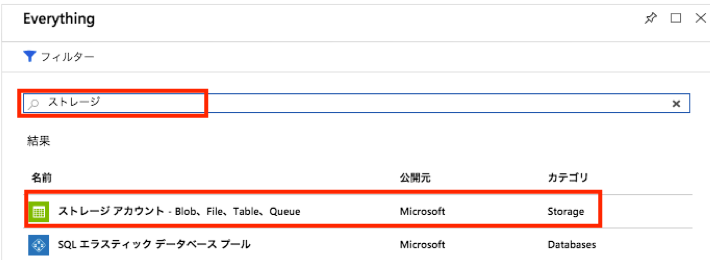 Everything
フィルター
ストレージ
結果
名前 公開元 カテゴリ
ストレージ アカウント - Blob、File、Table、Queue Microsoft Storage
SQL エラスティック データベース プール Microsoft Databases